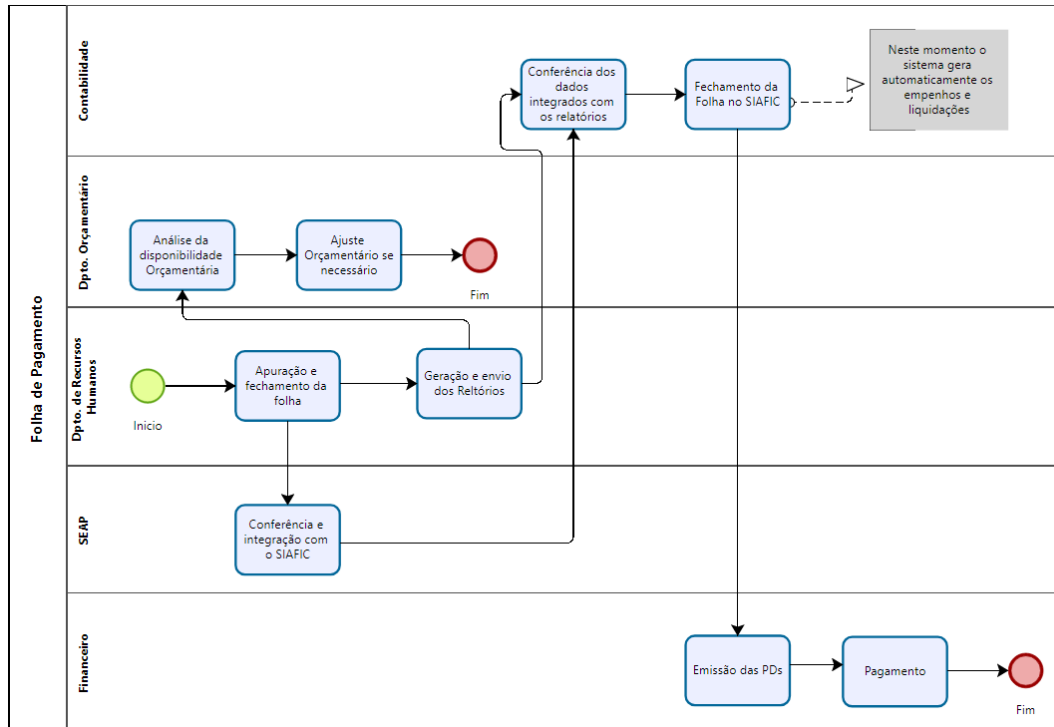 Folha de Pagamento
Contabilidade
Conferência dos
dados
integrados com
os relatórios
Fechamento da
Folha no SIAFIC
Neste momento o
sistema gera
automaticamente os
empenhos e
liquidações
Dpto. Orçamentário
Análise da
disponibilidade
Orçamentária
Ajuste
Orçamentário se
necessário
Fim
Dpto. de Recursos
Humanos
Inicio
Apuração e
fechamento da
folha
Geração e envio
dos Reltórios
SEAP
Conferência e
integração com
o SIAFIC
Financeiro
Emissão das PDs
Pagamento
Fim